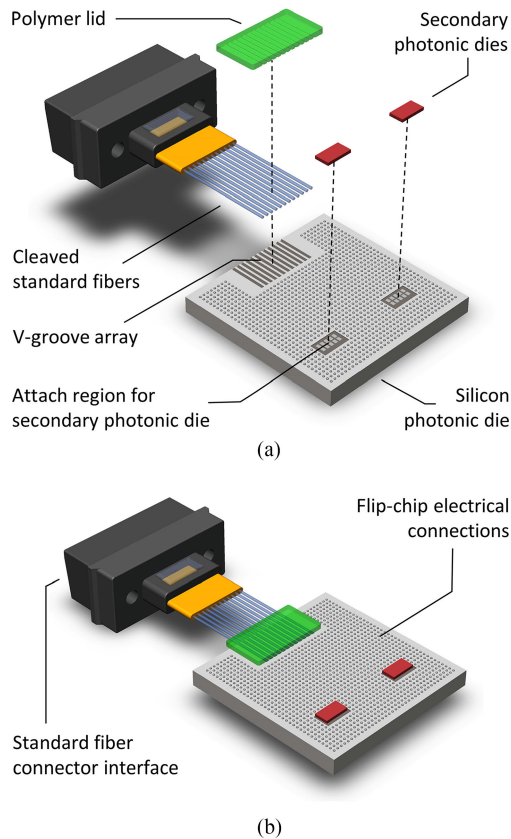 Polymer lid
Secondary
photonic dies
Cleaved
standard fibers
V-groove array
Attach region for
secondary photonic die
Silicon
photonic die
(a)
Flip-chip electrical
connections
Standard fiber
connector interface
(b)